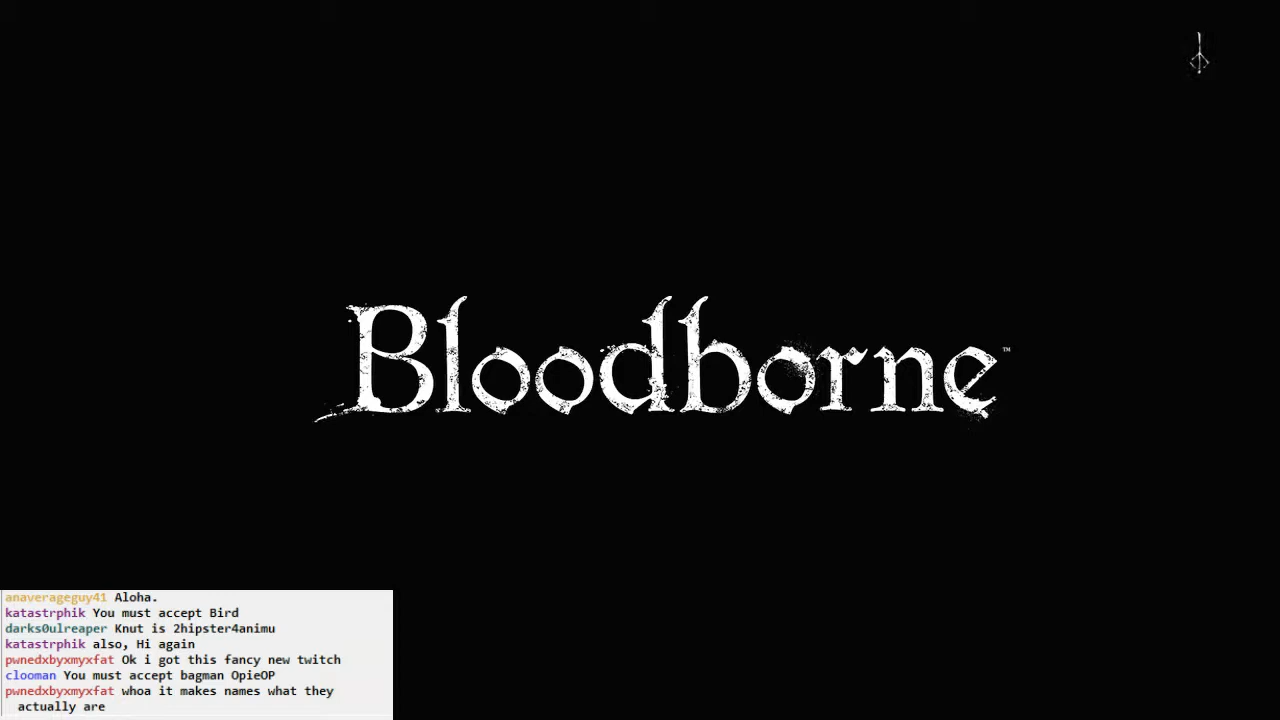 Bloodborne™
anaverageguy41 Aloha.
katastrphik You must accept Bird
darks0ulreaper Knut is 2hipster4animu
katastrphik also, Hi again
pwnedxbyxmyxfat Ok i got this fancy new twitch
clooman You must accept bagman OpieOP
pwnedxbyxmyxfat whoa it makes names what they
actually are